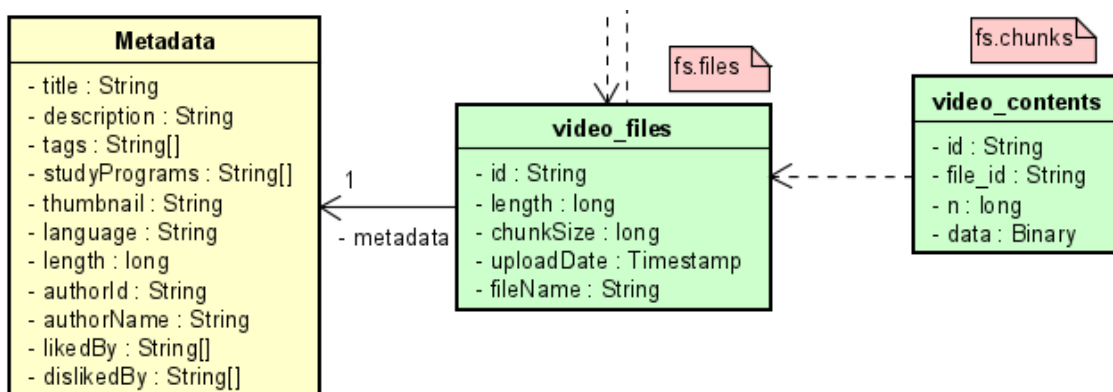 Metadata
- title : String
- description : String
- tags : String[]
- studyPrograms : String[]
- thumbnail : String
- language : String
- length : long
- authorId : String
- authorName : String
- likedBy : String[]
- dislikedBy : String[]
1
- metadata
fs.files
video_files
- id : String
- length : long
- chunkSize : long
- uploadDate : Timestamp
- fileName : String
fs.chunks
video_contents
- id : String
- file_id : String
- n : long
- data : Binary